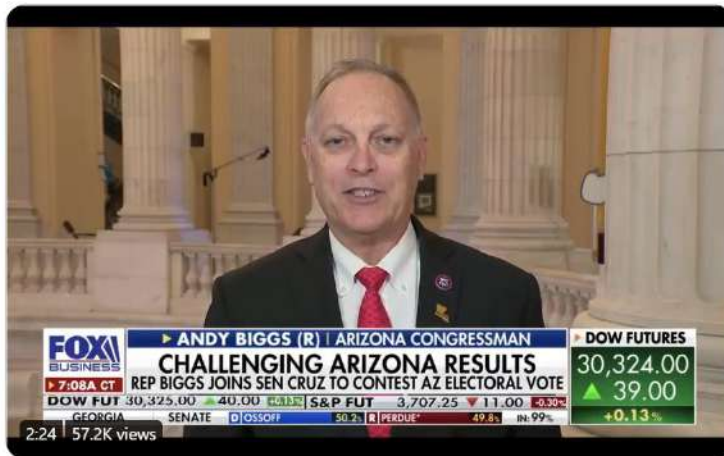 ▸ ANDY BIGGS (R) | ARIZONA CONGRESSMAN
FOX
BUSINESS
▸ 7:08A CT
CHALLENGING ARIZONA RESULTS
REP BIGGS JOINS SEN CRUZ TO CONTEST AZ ELECTORAL VOTE
▸ DOW FUTURES
30,324.00
▲ 39.00
+0.13%
DOW FUT 30,325.00 ▲40.00 +0.13% | S&P FUT 3,707.25 ▼11.00 -0.30%
GEORGIA SENATE D OSSOFF 50.2% R PERDUE* 49.8% IN: 99%
2:24 57.2K views